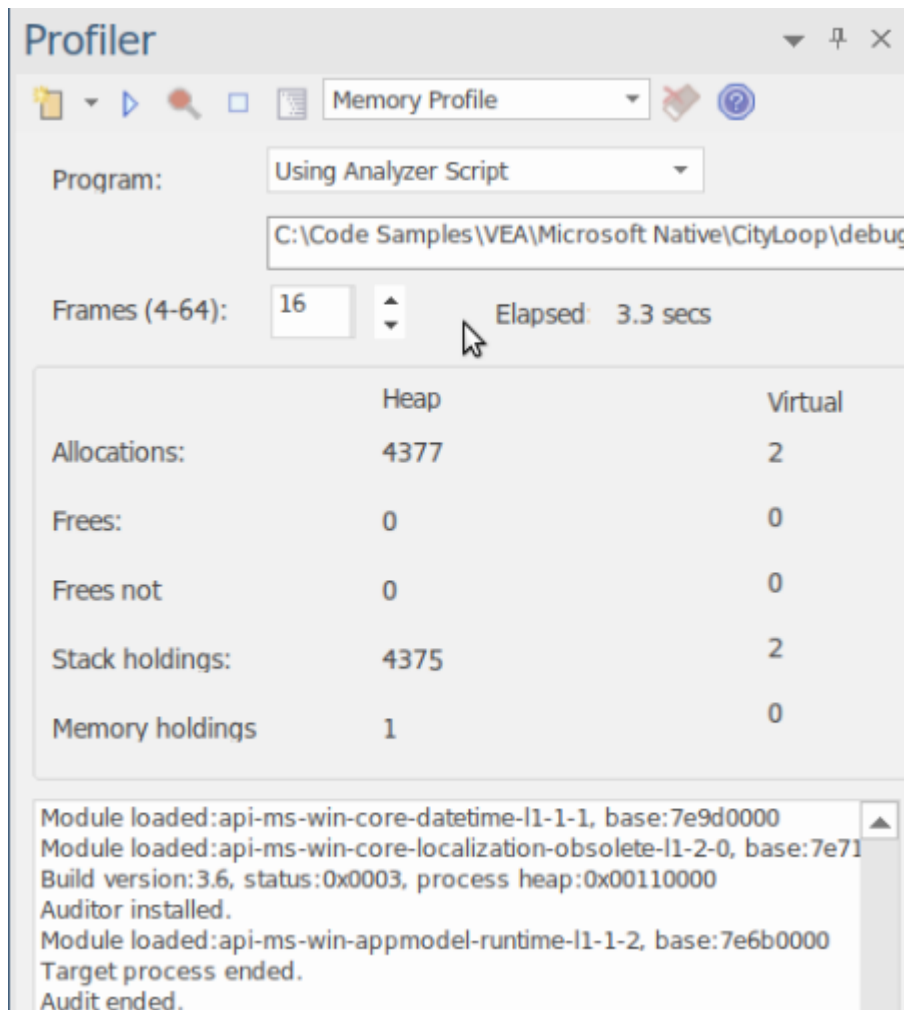 Profiler
Memory Profile
Program:
Using Analyzer Script
C:\Code Samples\VEA\Microsoft Native\CityLoop\debug
Frames (4-64): 16 Elapsed: 3.3 secs
Heap Virtual
Allocations: 4377 2
Frees: 0 0
Frees not 0 0
Stack holdings: 4375 2
Memory holdings 1 0
Module loaded:api-ms-win-core-datetime-l1-1-1, base:7e9d0000
Module loaded:api-ms-win-core-localization-obsolete-l1-2-0, base:7e71
Build version:3.6, status:0x0003, process heap:0x00110000
Auditor installed.
Module loaded:api-ms-win-appmodel-runtime-l1-1-2, base:7e6b0000
Target process ended.
Audit ended.